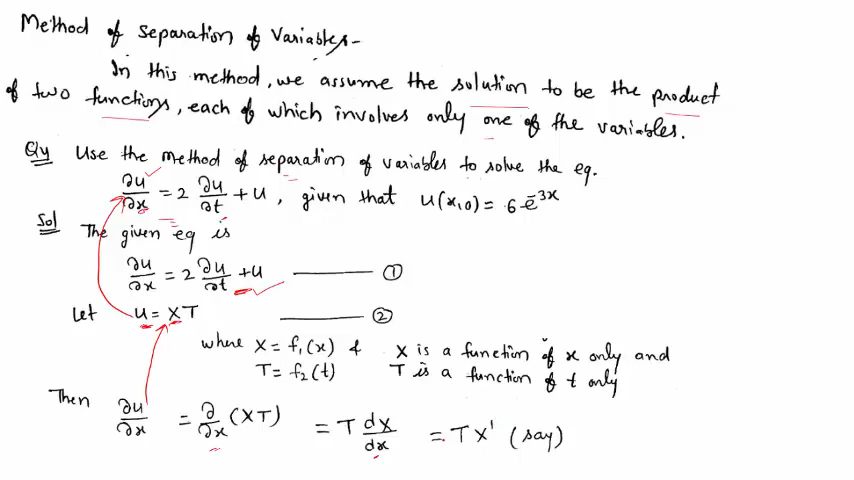 Method of separation of variables-
In this method, we assume the solution to be the product
of two functions, each of which involves only one of the variables.
Qy Use the method of separation of variables to solve the eq.
∂u/∂x = 2 ∂u/∂t + u, given that u(x,0) = 6 e^-3x
Sol The given eq is
∂u/∂x = 2 ∂u/∂t + u ——— ①
Let u = XT ——— ②
where X = f₁(x) & X is a function of x only and
T = f₂(t) T is a function of t only
Then ∂u/∂x = ∂/∂x (XT) = T dX/dx = TX' (say)